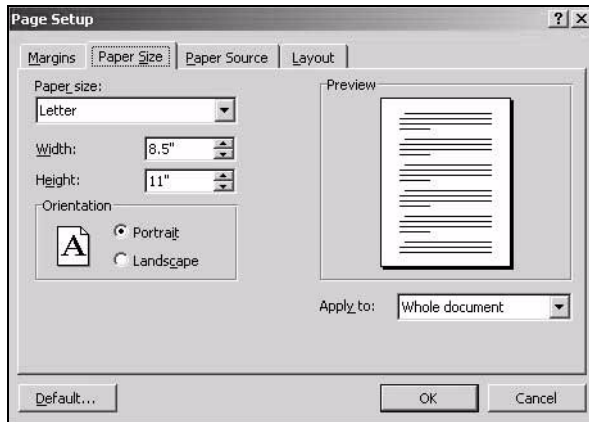 Page Setup
Margins Paper Size Paper Source Layout
Paper size:
Letter
Width: 8.5"
Height: 11"
Orientation
A
Portrait
Landscape
Preview
Apply to: Whole document
Default... OK Cancel